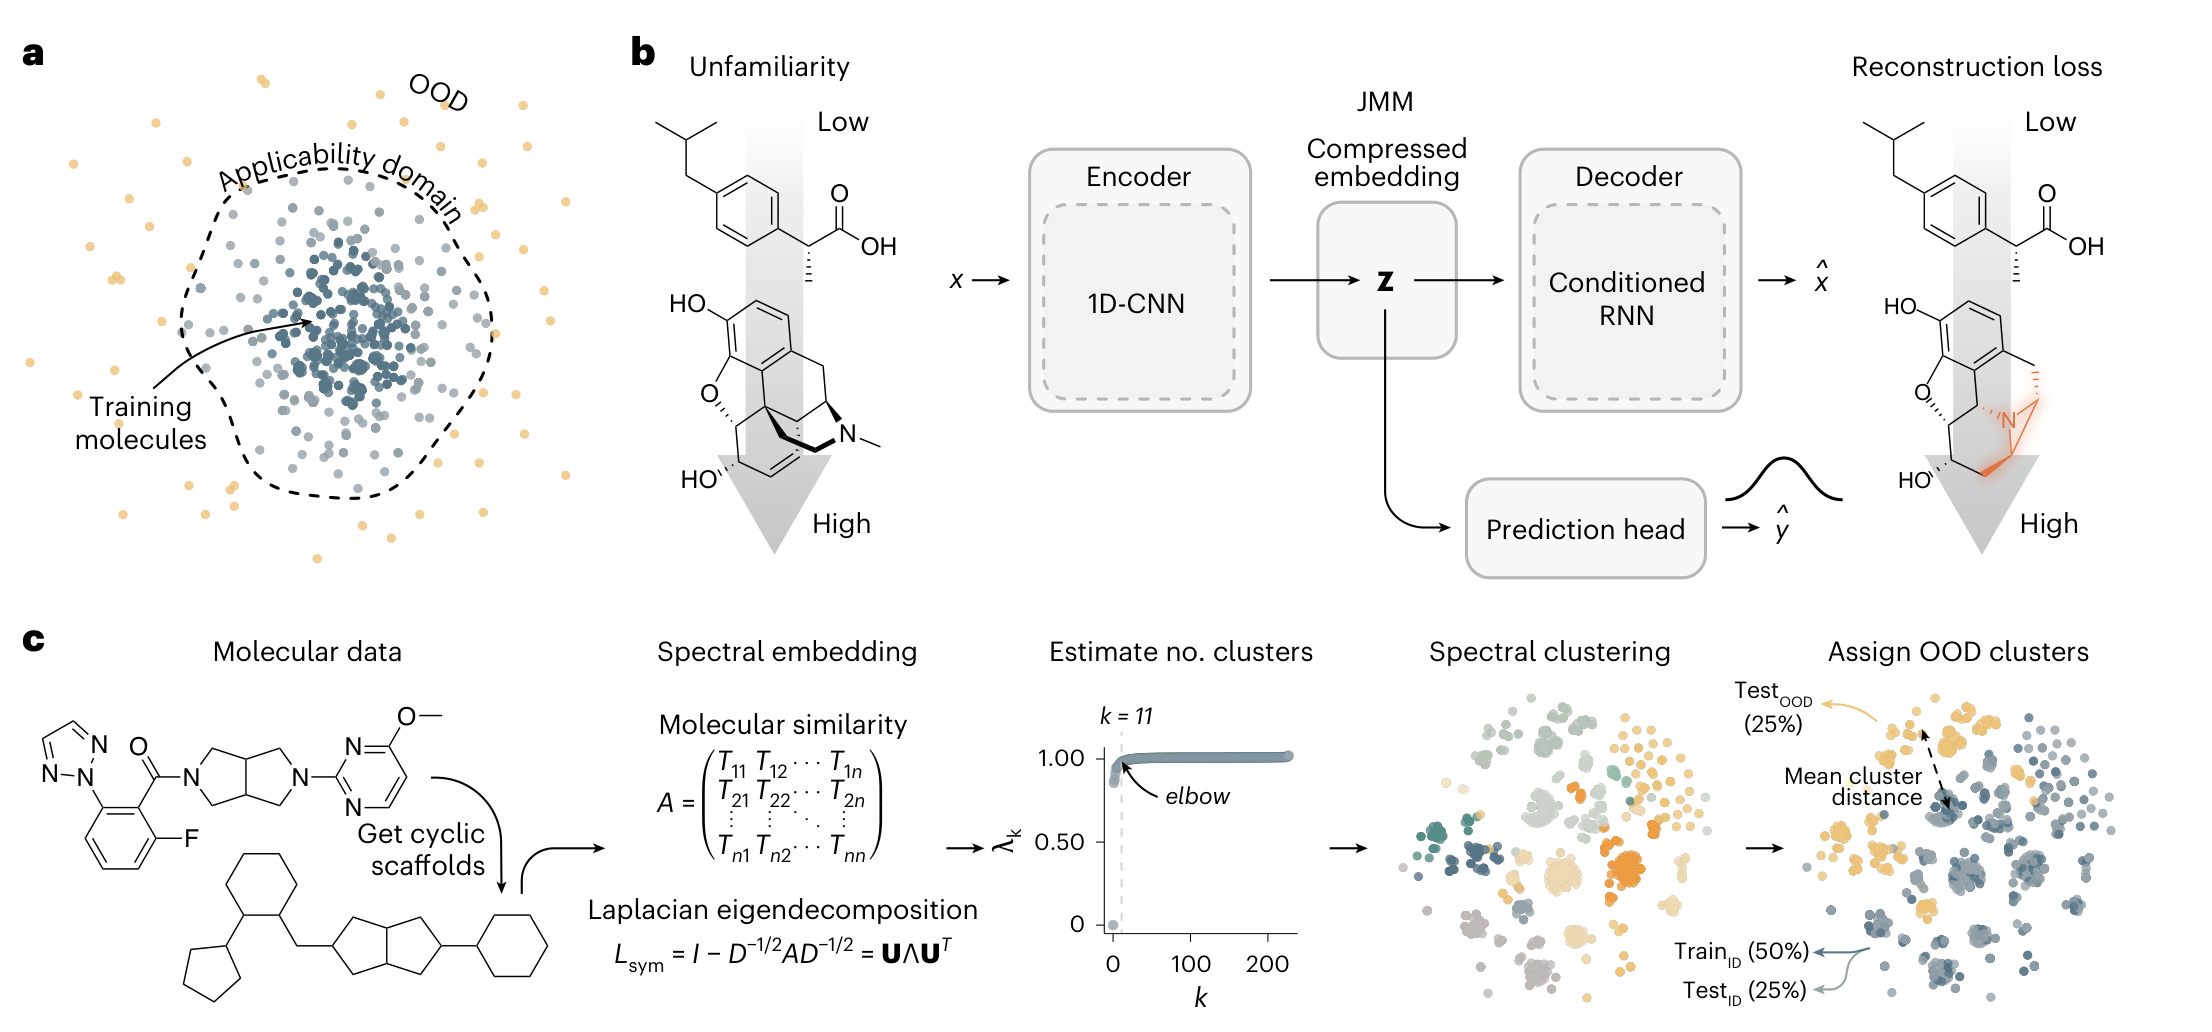 a
OOD
Applicability domain
Training
molecules
b
Unfamiliarity
Low
O
OH
HO
O
N
HO
High
x
Encoder
1D-CNN
JMM
Compressed
embedding
z
Decoder
Conditioned
RNN
x̂
Prediction head
ŷ
Reconstruction loss
Low
O
OH
HO
O
N
HO
High
c
Molecular data
N
N
N
O
F
N
N
N
N
O
Get cyclic
scaffolds
Spectral embedding
Molecular similarity
A = (T11 T12 ··· T1n
T21 T22 ··· T2n
⋮ ⋮ ⋱ ⋮
Tn1 Tn2 ··· Tnn)
Laplacian eigendecomposition
Lsym = I − D−1/2AD−1/2 = UΛUT
Estimate no. clusters
k = 11
1.00
0.50
0
λk
elbow
0 100 200
k
Spectral clustering
Assign OOD clusters
TestOOD
(25%)
Mean cluster
distance
TrainID (50%)
TestID (25%)